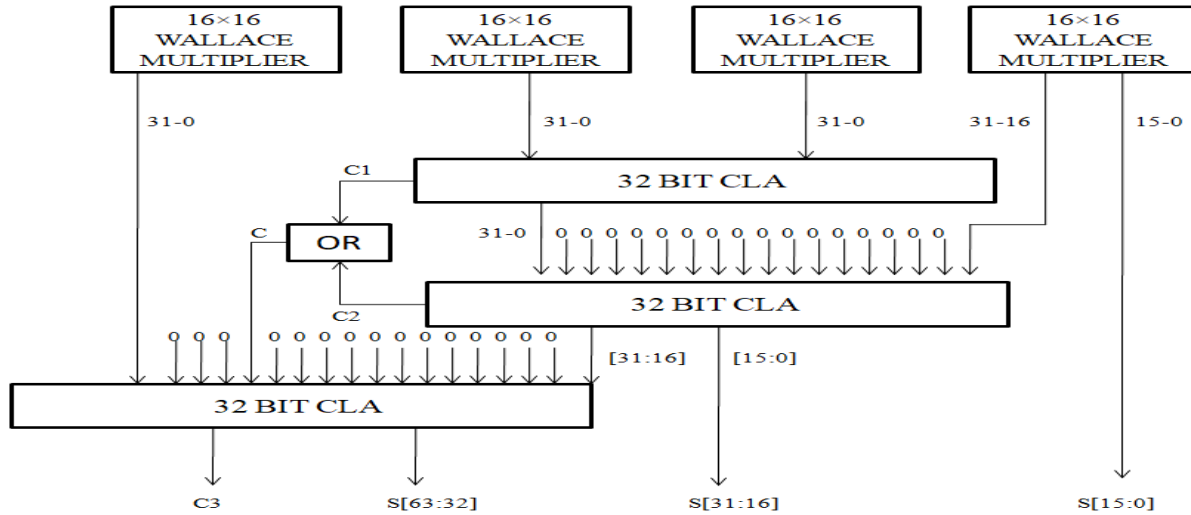 16×16
WALLACE
MULTIPLIER
16×16
WALLACE
MULTIPLIER
16×16
WALLACE
MULTIPLIER
16×16
WALLACE
MULTIPLIER
31-0
31-0
31-0
31-16
15-0
C1
32 BIT CLA
C
OR
31-0
0 0 0 0 0 0 0 0 0 0 0 0 0 0 0 0
C2
32 BIT CLA
0 0 0 0 0 0 0 0 0 0 0 0 0 0 0
[31:16]
[15:0]
32 BIT CLA
C3
S[63:32]
S[31:16]
S[15:0]